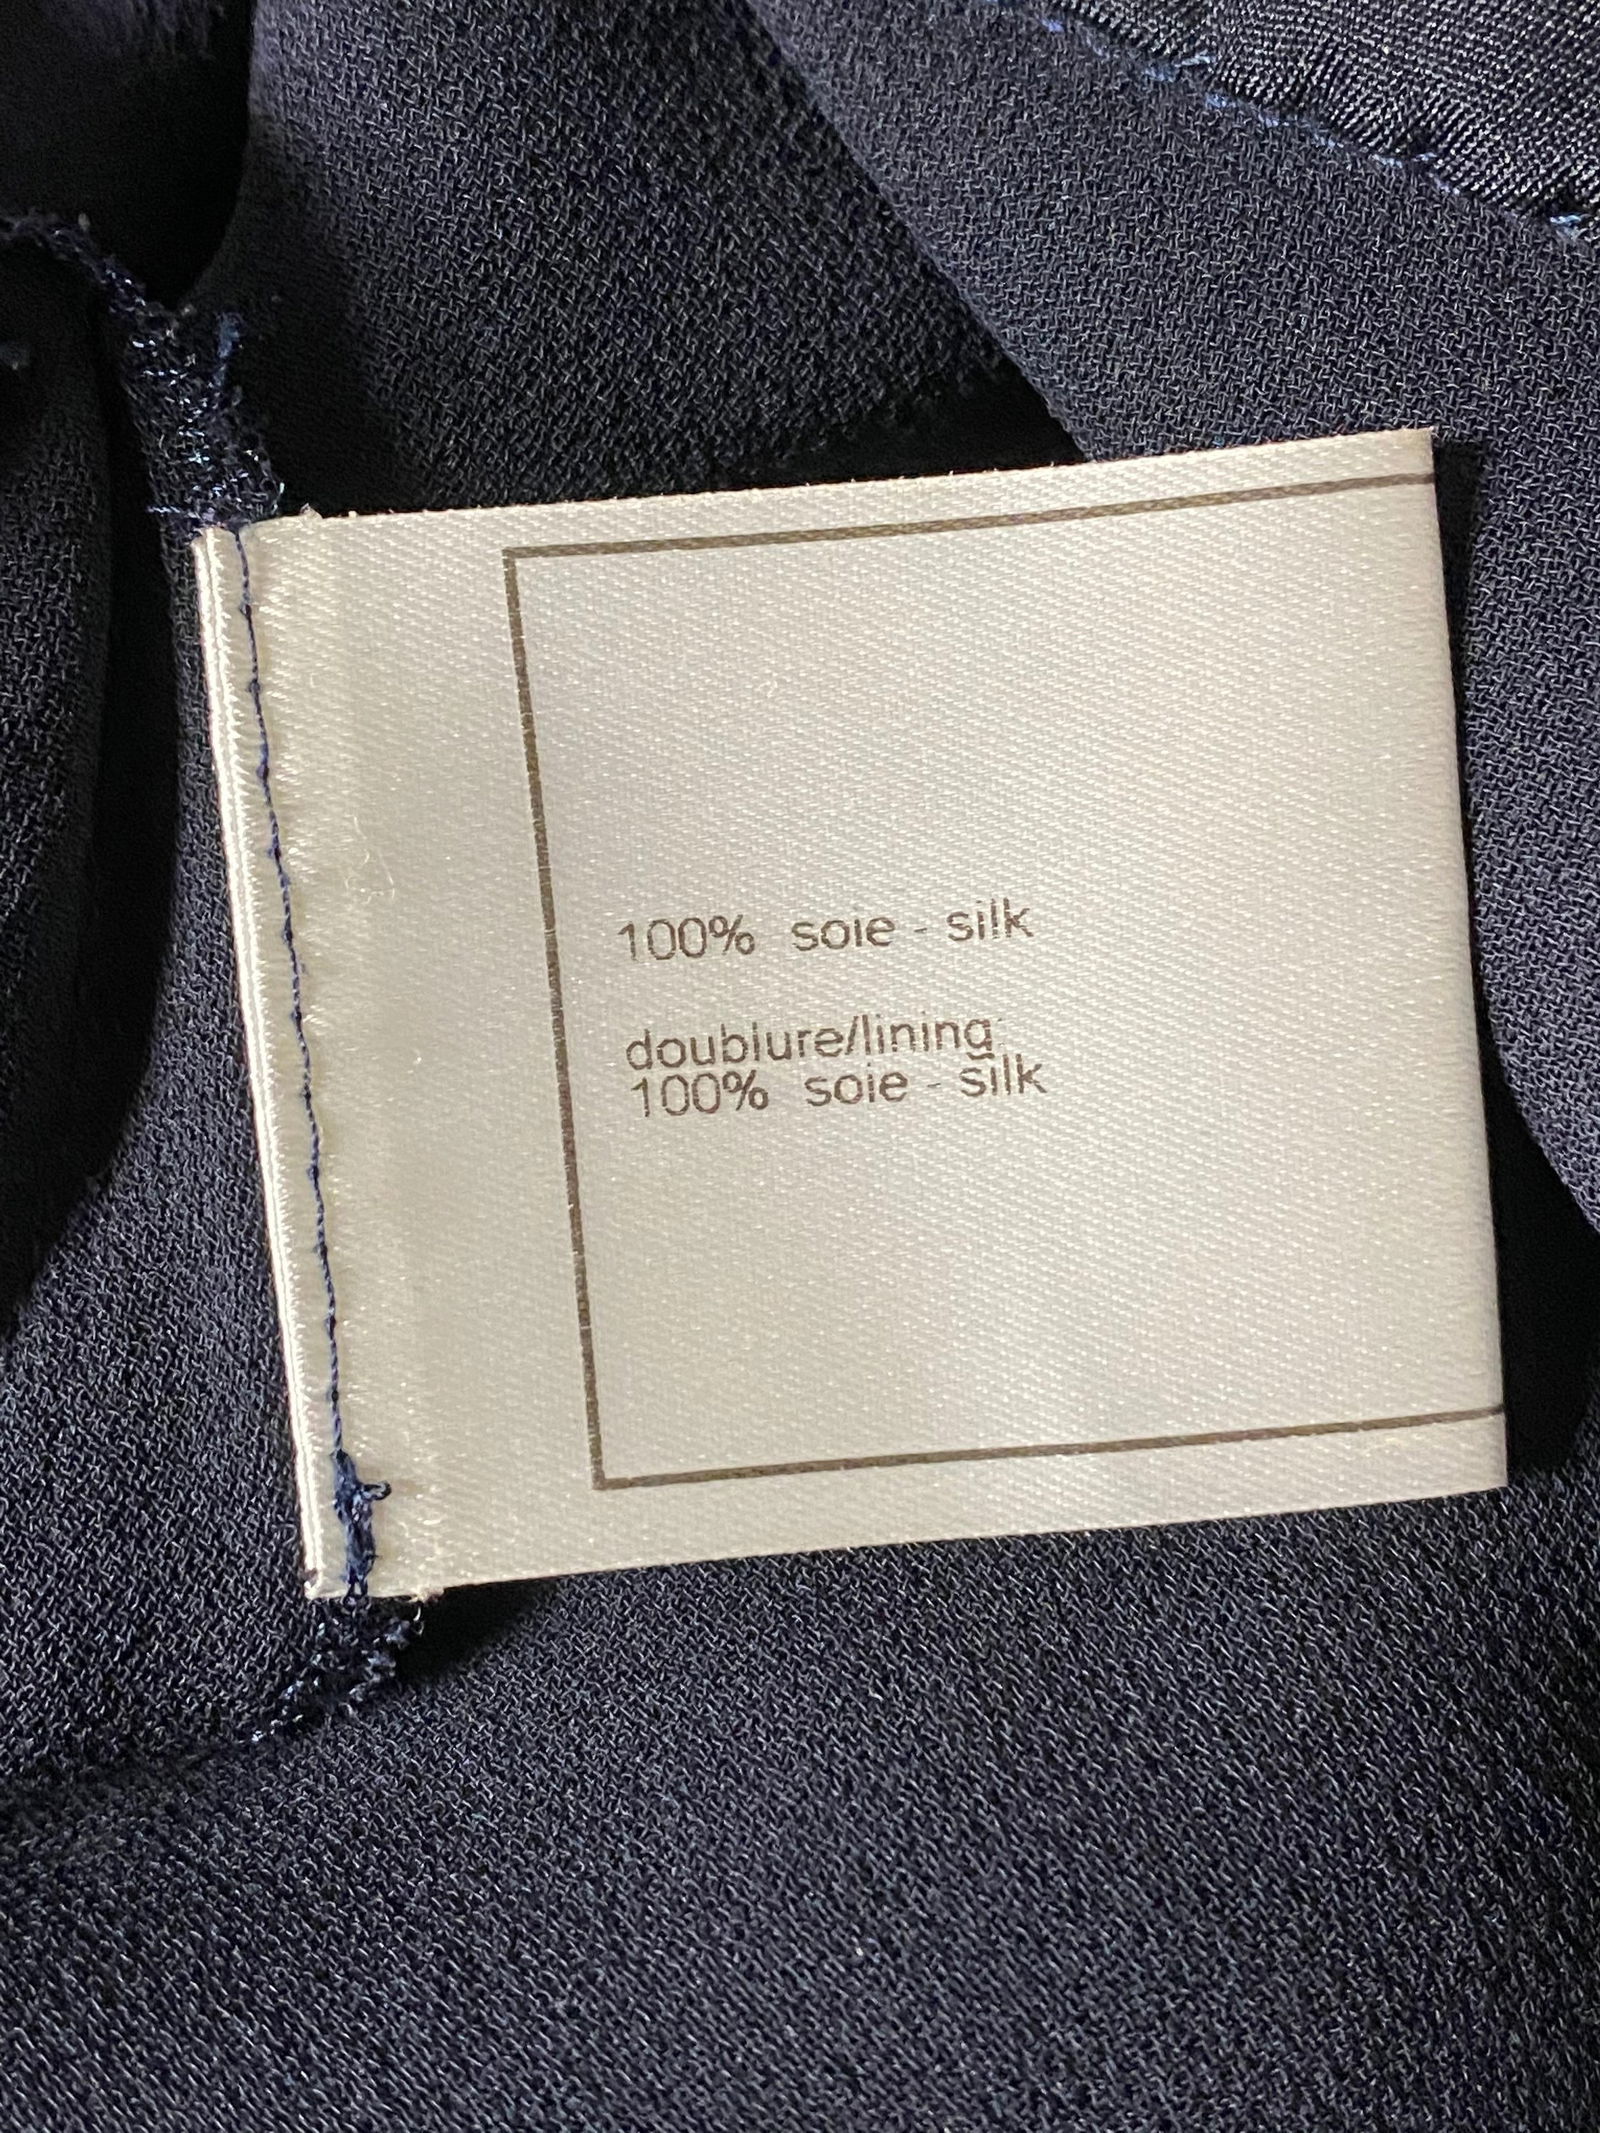 100% soie - silk
doublure/lining:
100% soie - silk